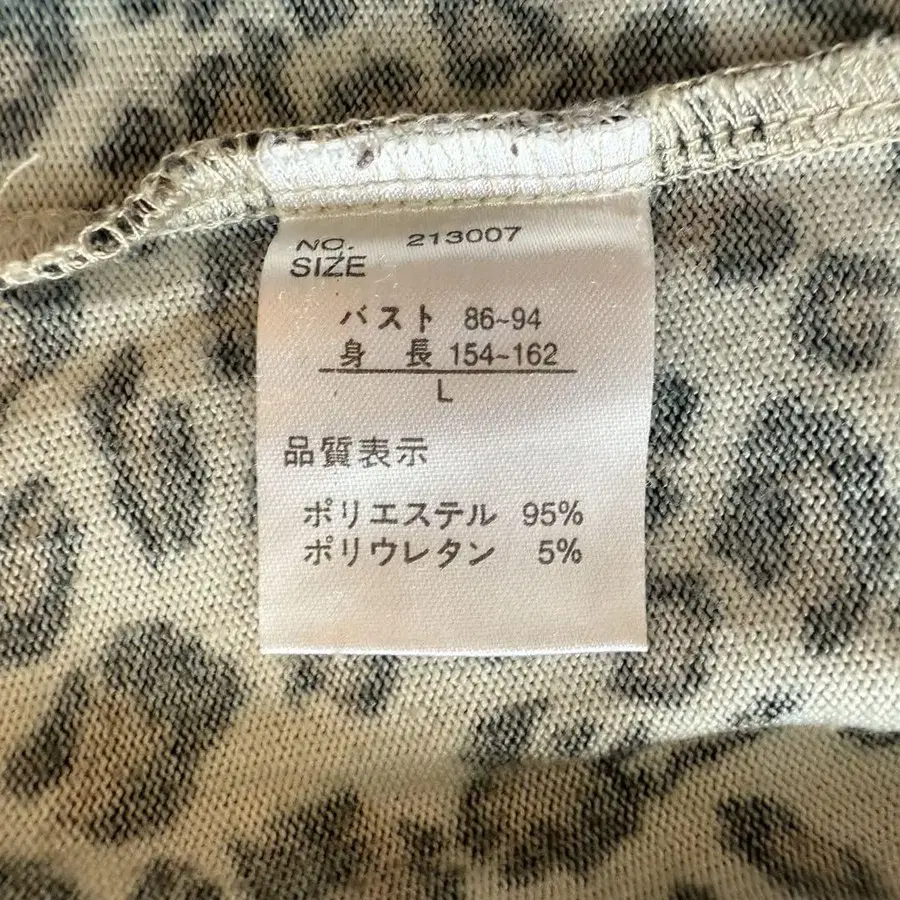 NO. 213007
SIZE
バスト 86~94
身 長 154~162
L
品質表示
ポリエステル 95%
ポリウレタン 5%